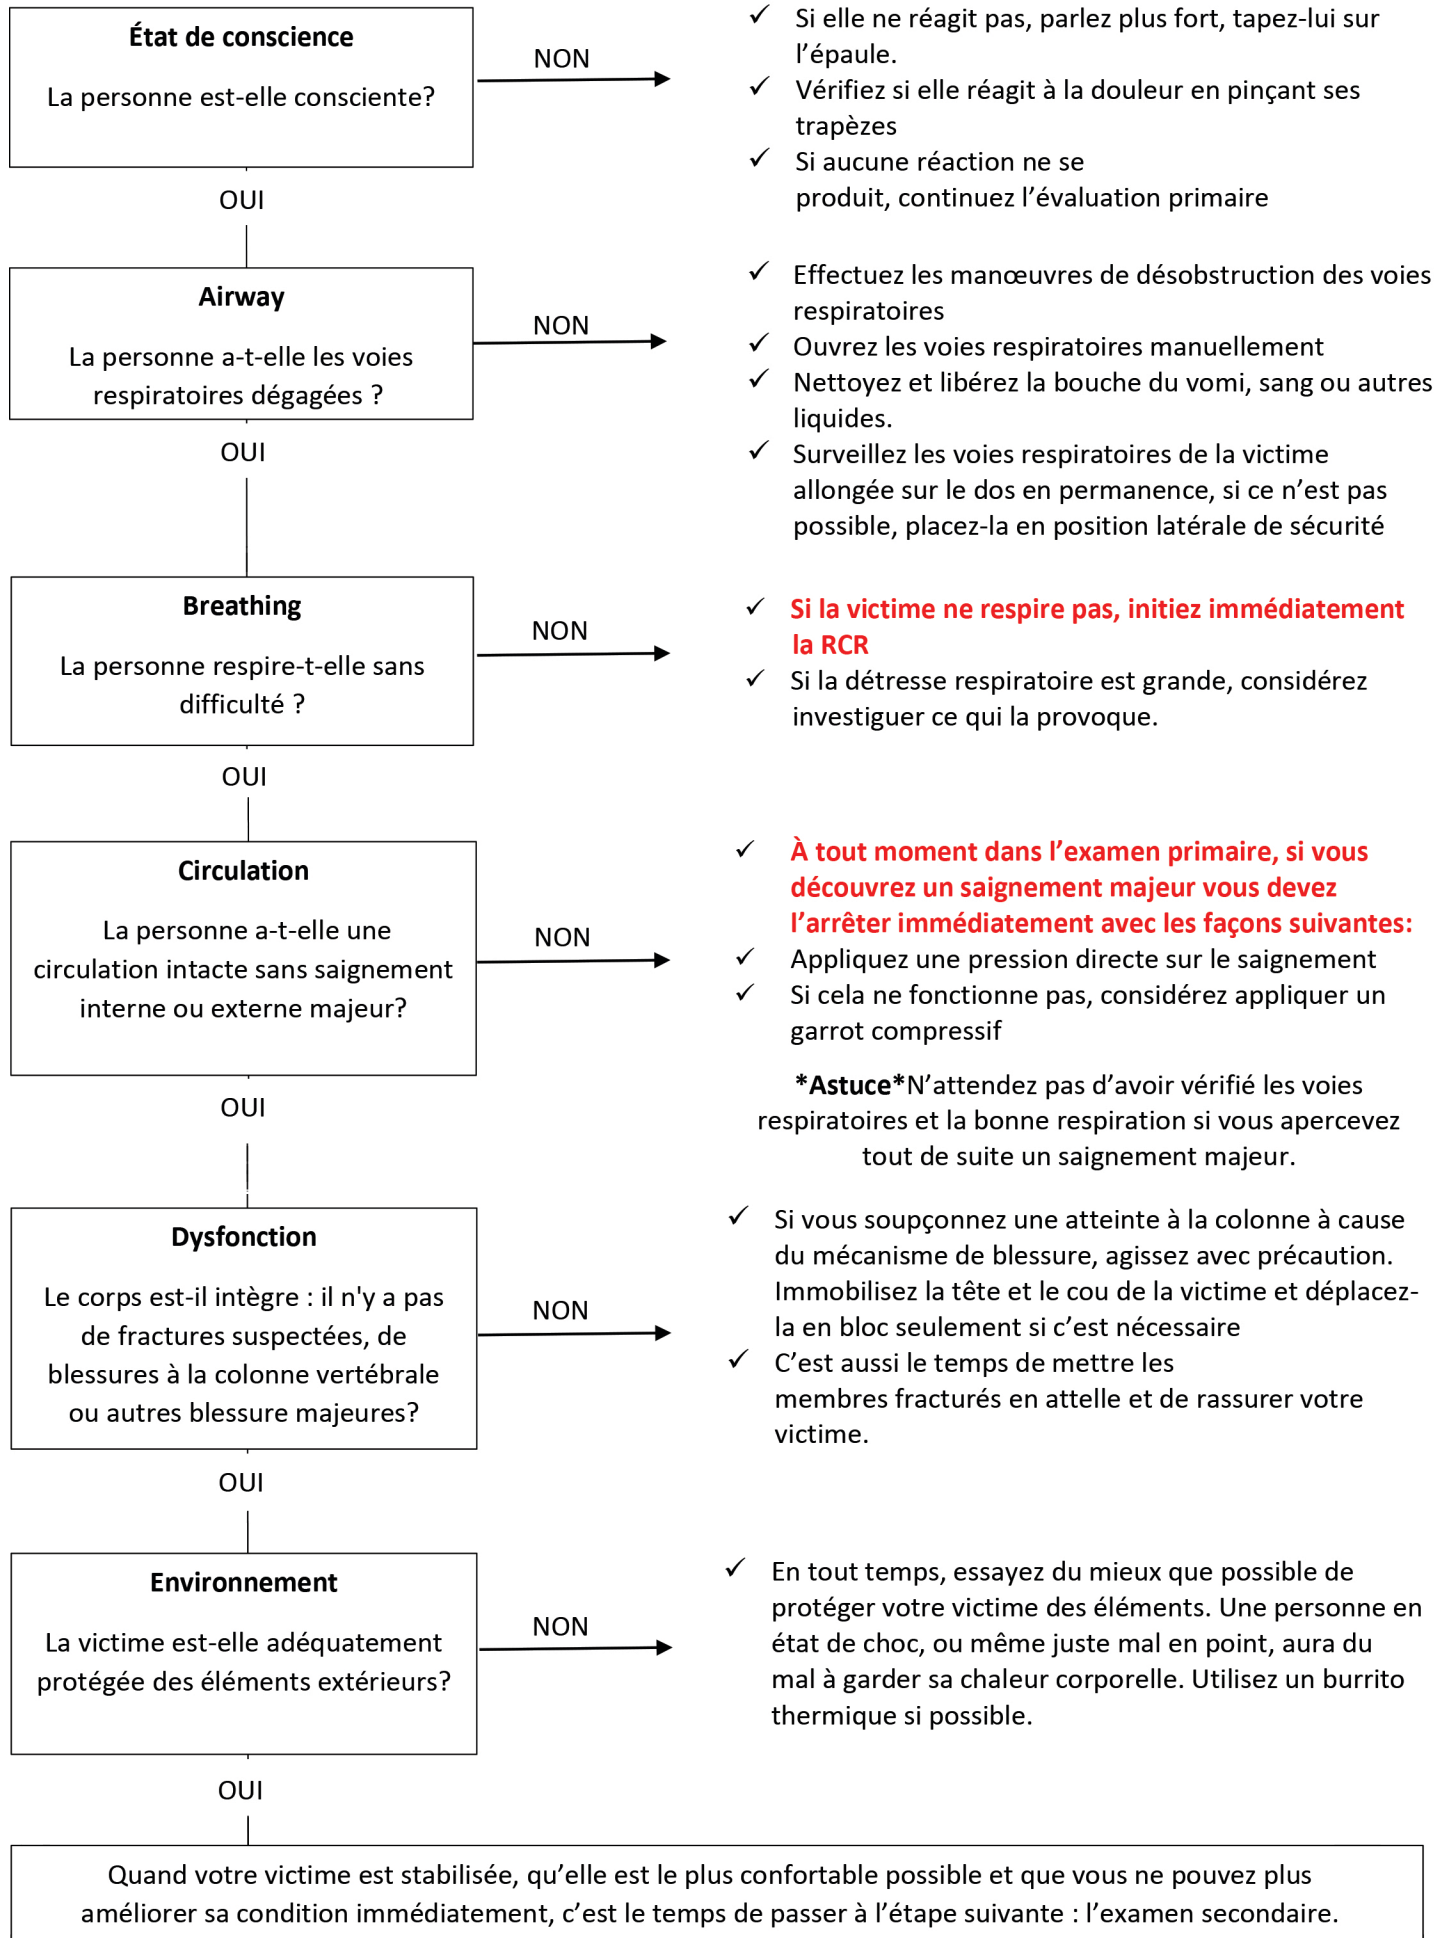 État de conscience
La personne est-elle consciente?
NON
✓ Si elle ne réagit pas, parlez plus fort, tapez-lui sur
l’épaule.
✓ Vérifiez si elle réagit à la douleur en pinçant ses
trapèzes
✓ Si aucune réaction ne se
produit, continuez l’évaluation primaire
OUI
Airway
La personne a-t-elle les voies
respiratoires dégagées ?
NON
✓ Effectuez les manœuvres de désobstruction des voies
respiratoires
✓ Ouvrez les voies respiratoires manuellement
✓ Nettoyez et libérez la bouche du vomi, sang ou autres
liquides.
✓ Surveillez les voies respiratoires de la victime
allongée sur le dos en permanence, si ce n’est pas
possible, placez-la en position latérale de sécurité
OUI
Breathing
La personne respire-t-elle sans
difficulté ?
NON
✓ Si la victime ne respire pas, initiez immédiatement
la RCR
✓ Si la détresse respiratoire est grande, considérez
investiguer ce qui la provoque.
OUI
Circulation
La personne a-t-elle une
circulation intacte sans saignement
interne ou externe majeur?
NON
✓ À tout moment dans l’examen primaire, si vous
découvrez un saignement majeur vous devez
l’arrêter immédiatement avec les façons suivantes:
✓ Appliquez une pression directe sur le saignement
✓ Si cela ne fonctionne pas, considérez appliquer un
garrot compressif
*Astuce*N’attendez pas d’avoir vérifié les voies
respiratoires et la bonne respiration si vous apercevez
tout de suite un saignement majeur.
OUI
Dysfonction
Le corps est-il intègre : il n'y a pas
de fractures suspectées, de
blessures à la colonne vertébrale
ou autres blessure majeures?
NON
✓ Si vous soupçonnez une atteinte à la colonne à cause
du mécanisme de blessure, agissez avec précaution.
Immobilisez la tête et le cou de la victime et déplacez-
la en bloc seulement si c’est nécessaire
✓ C’est aussi le temps de mettre les
membres fracturés en attelle et de rassurer votre
victime.
OUI
Environnement
La victime est-elle adéquatement
protégée des éléments extérieurs?
NON
✓ En tout temps, essayez du mieux que possible de
protéger votre victime des éléments. Une personne en
état de choc, ou même juste mal en point, aura du
mal à garder sa chaleur corporelle. Utilisez un burrito
thermique si possible.
OUI
Quand votre victime est stabilisée, qu’elle est le plus confortable possible et que vous ne pouvez plus
améliorer sa condition immédiatement, c’est le temps de passer à l’étape suivante : l’examen secondaire.